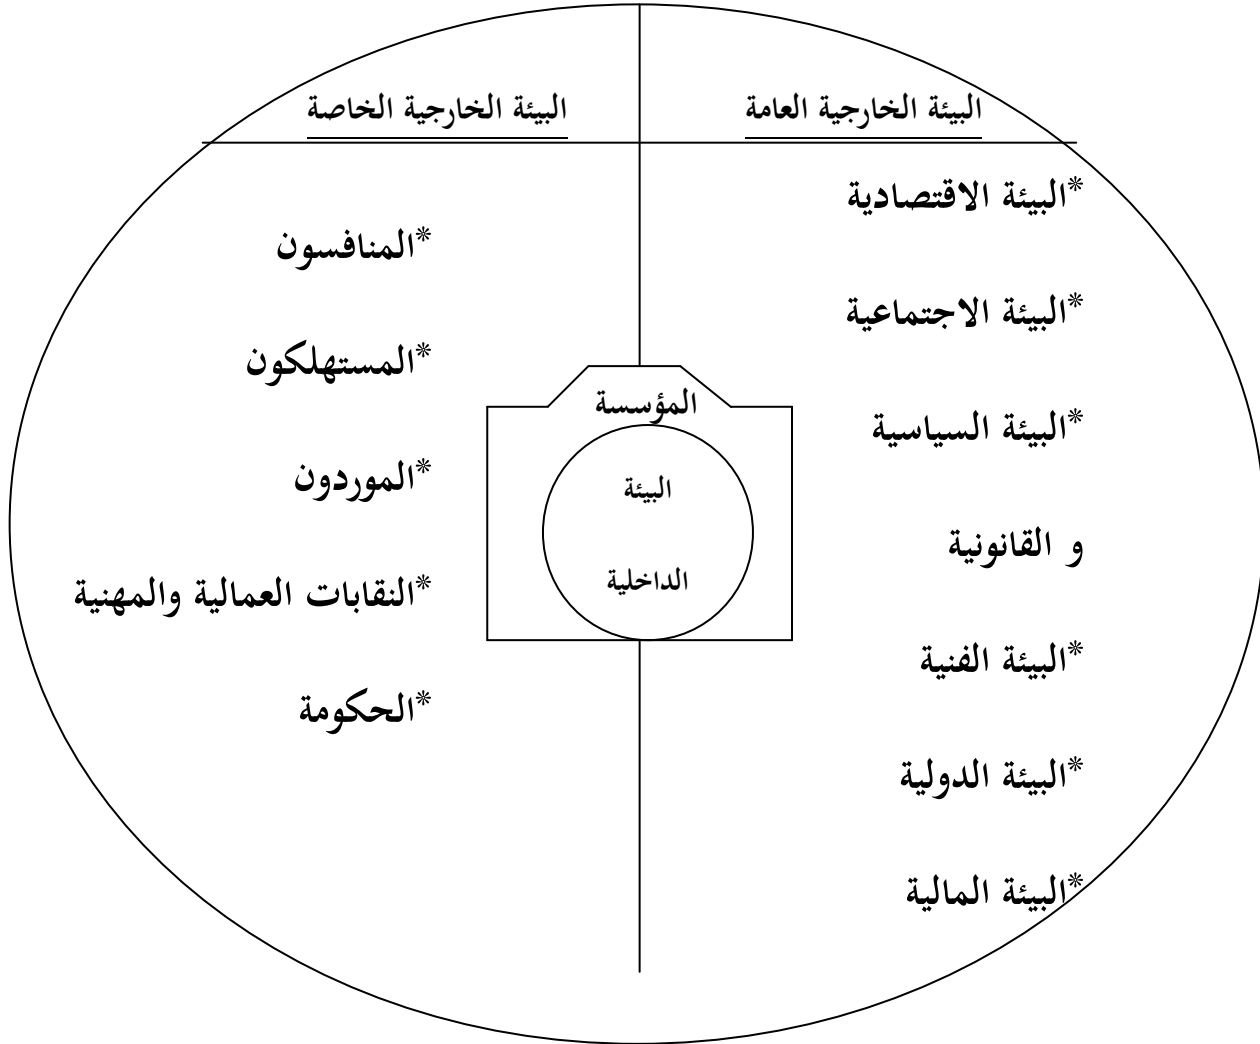 البيئة الخارجية العامة
*البيئة الاقتصادية
*البيئة الاجتماعية
*البيئة السياسية
و القانونية
*البيئة الفنية
*البيئة الدولية
*البيئة المالية
المؤسسة
البيئة
الداخلية
البيئة الخارجية الخاصة
*المنافسون
*المستهلكون
*الموردون
*النقابات العمالية والمهنية
*الحكومة